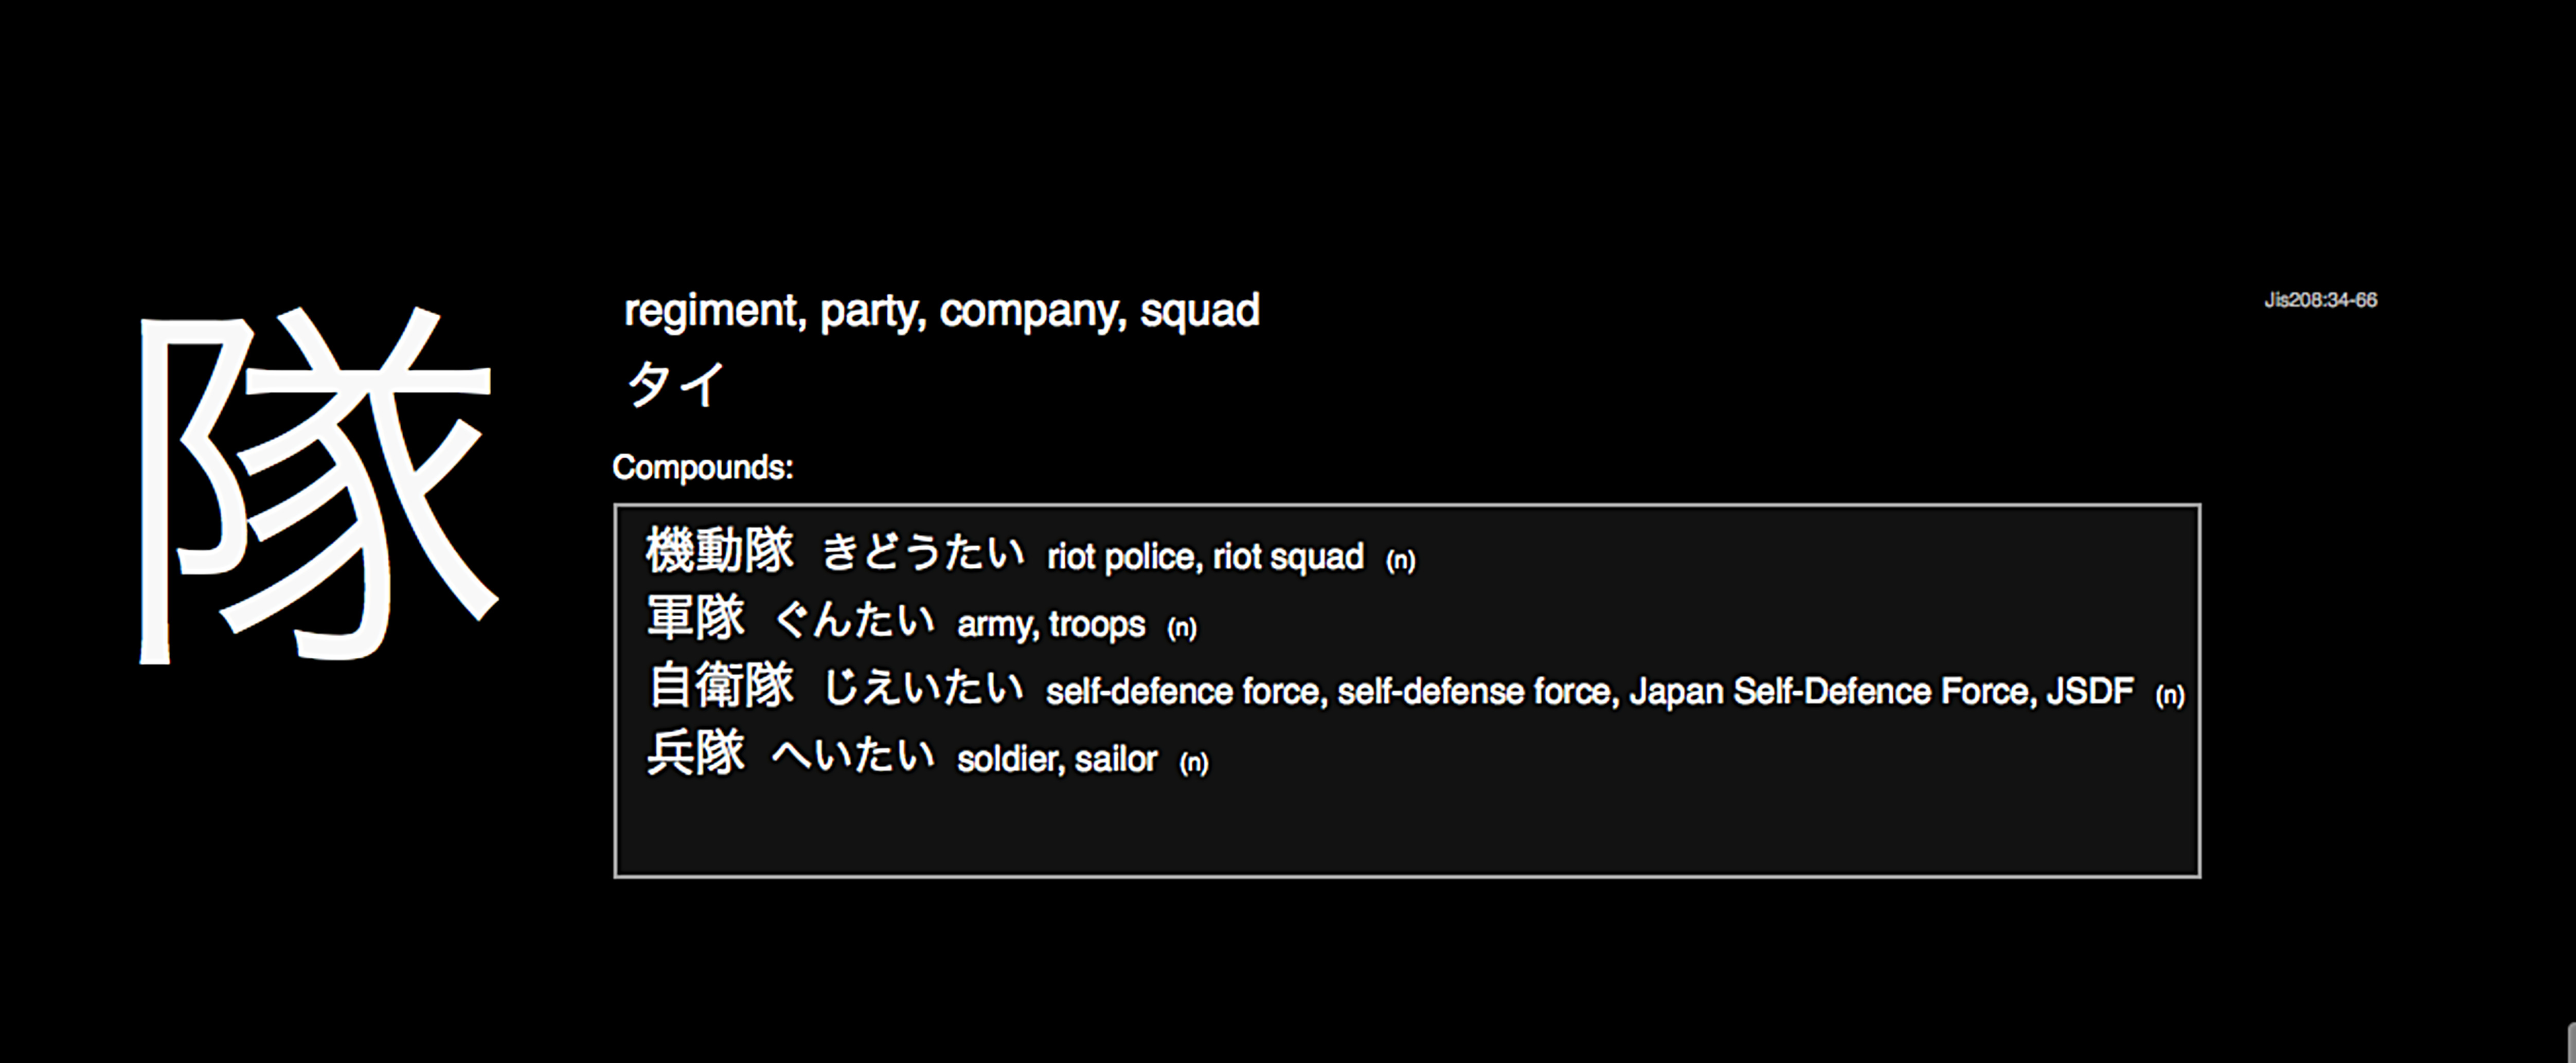 隊
regiment, party, company, squad
Jis208:34-66
タイ
Compounds:
機動隊 きどうたい riot police, riot squad (n)
軍隊 ぐんたい army, troops (n)
自衛隊 じえいたい self-defence force, self-defense force, Japan Self-Defence Force, JSDF (n)
兵隊 へいたい soldier, sailor (n)